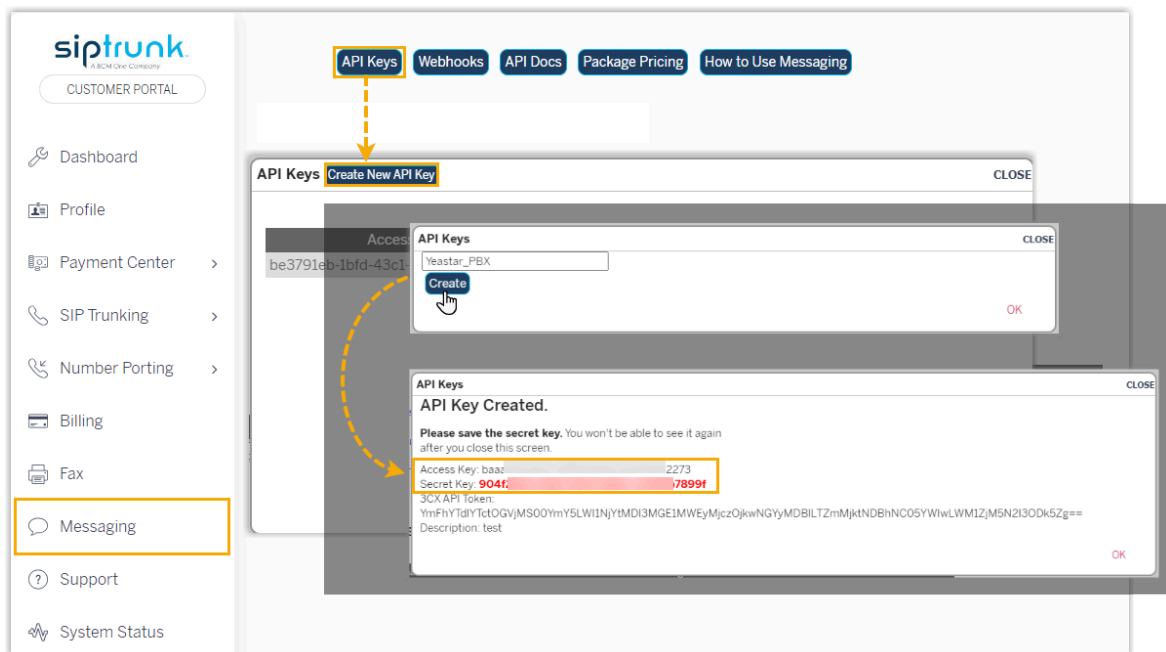 siptrunk
A BCM One Company
CUSTOMER PORTAL
Dashboard
Profile
Payment Center
SIP Trunking
Number Porting
Billing
Fax
Messaging
Support
System Status
API Keys Webhooks API Docs Package Pricing How to Use Messaging
API Keys Create New API Key CLOSE
Acces
be3791eb-1bfd-43c1-
API Keys CLOSE
Yeastar_PBX
Create
OK
API Keys CLOSE
API Key Created.
Please save the secret key. You won't be able to see it again
after you close this screen.
Access Key: baaa 2273
Secret Key: 904f2 7899f
3CX API Token:
Description: test
OK